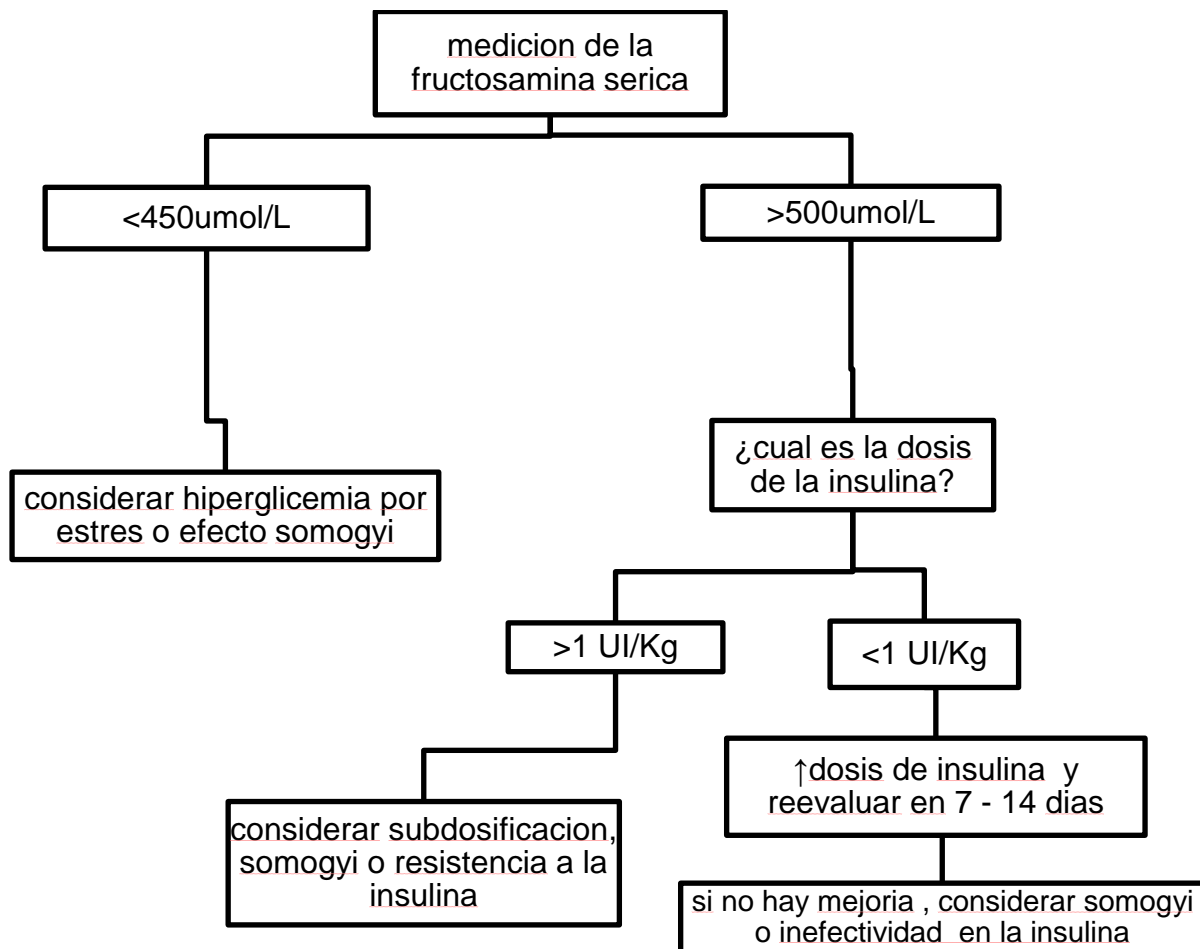 medicion de la
fructosamina serica
<450umol/L
>500umol/L
¿cual es la dosis
de la insulina?
considerar hiperglicemia por
estres o efecto somogyi
>1 UI/Kg
<1 UI/Kg
↑dosis de insulina y
reevaluar en 7 - 14 dias
considerar subdosificacion,
somogyi o resistencia a la
insulina
si no hay mejoria , considerar somogyi
o inefectividad en la insulina